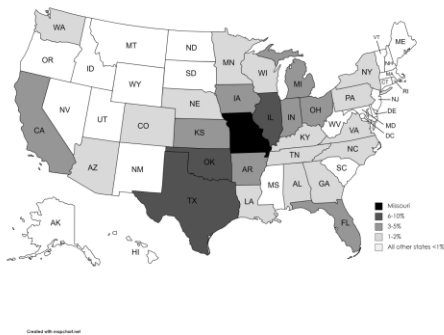 WA
OR
CA
NV
ID
MT
WY
UT
AZ
CO
NM
ND
SD
NE
KS
OK
TX
MN
IA
AR
LA
WI
IL
MI
IN
OH
KY
TN
MS
AL
GA
FL
SC
NC
VA
WV
PA
NY
VT
NH
ME
MA
CT
RI
NJ
DE
MD
DC
AK
HI
Missouri
6-10%
3-5%
1-2%
All other states <1%
Created with mapchart.net